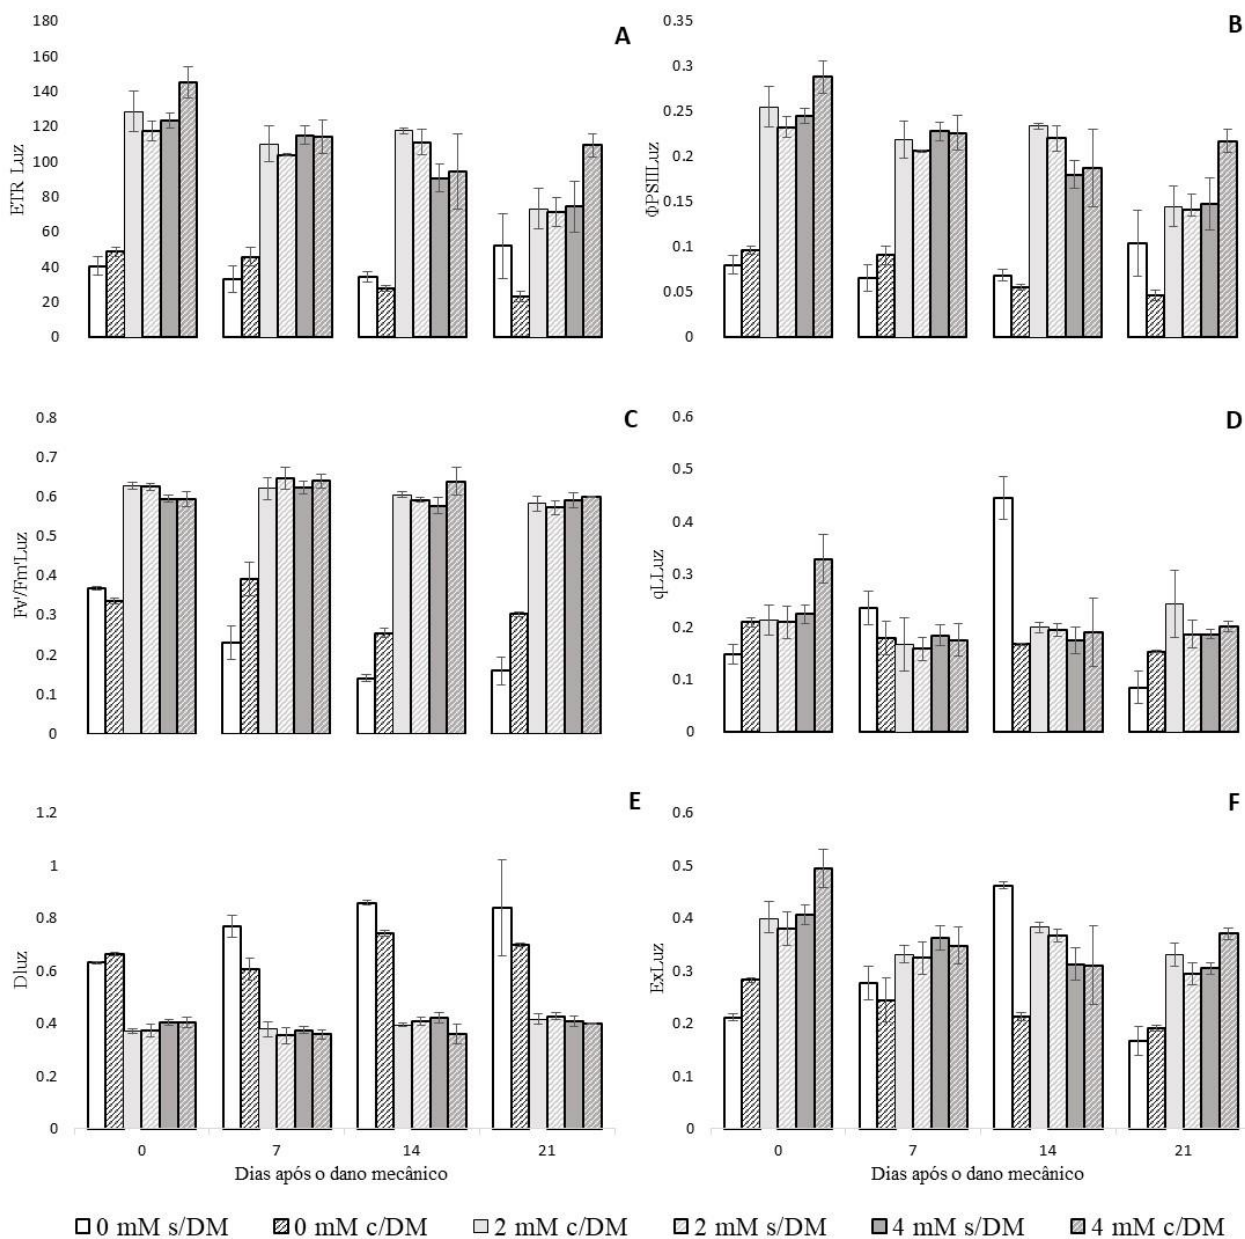 A
180
160
140
120
100
80
60
40
20
0
ETR Luz
B
0.35
0.3
0.25
0.2
0.15
0.1
0.05
0
ΦPSIILuz
C
0.8
0.7
0.6
0.5
0.4
0.3
0.2
0.1
0
Fv'/Fm'Luz
D
0.6
0.5
0.4
0.3
0.2
0.1
0
qLLuz
E
1.2
1
0.8
0.6
0.4
0.2
0
Dluz
0 7 14 21
Dias após o dano mecânico
F
0.6
0.5
0.4
0.3
0.2
0.1
0
ExLuz
0 7 14 21
Dias após o dano mecânico
0 mM s/DM 0 mM c/DM 2 mM c/DM 2 mM s/DM 4 mM s/DM 4 mM c/DM